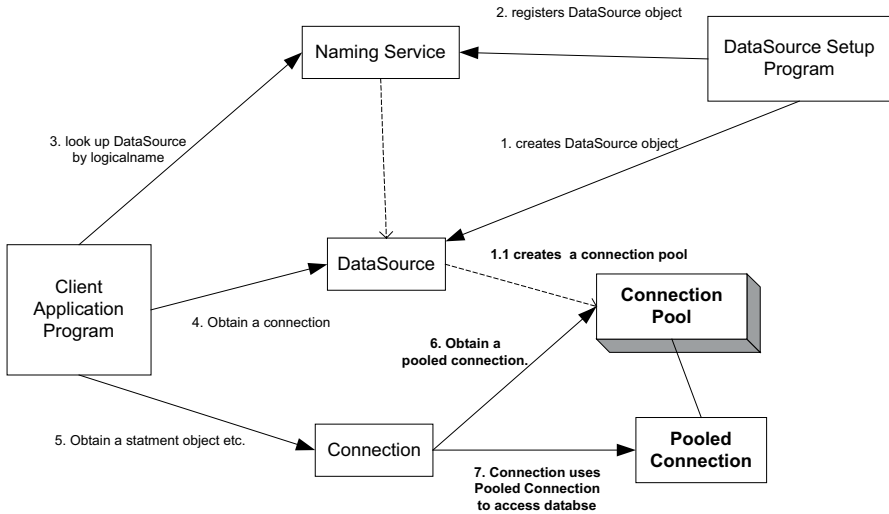 2. registers DataSource object
Naming Service
DataSource Setup
Program
3. look up DataSource
by logicalname
1. creates DataSource object
DataSource
1.1 creates a connection pool
Client
Application
Program
Connection
Pool
4. Obtain a connection
6. Obtain a
pooled connection.
5. Obtain a statment object etc.
Connection
Pooled
Connection
7. Connection uses
Pooled Connection
to access databse